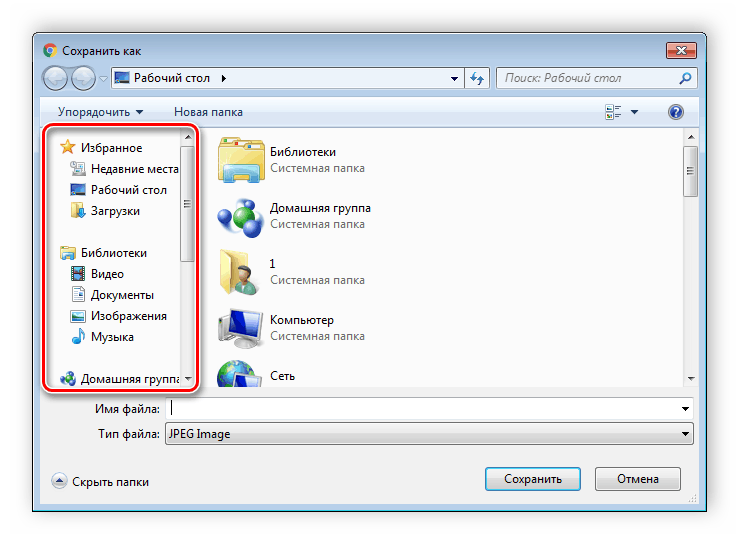 Сохранить как
Рабочий стол
Поиск: Рабочий стол
Упорядочить
Новая папка
Избранное
Недавние места
Рабочий стол
Загрузки
Библиотеки
Видео
Документы
Изображения
Музыка
Домашняя группа
Библиотеки
Системная папка
Домашняя группа
Системная папка
1
Системная папка
Компьютер
Системная папка
Сеть
Имя файла:
Тип файла: JPEG Image
Скрыть папки
Сохранить
Отмена